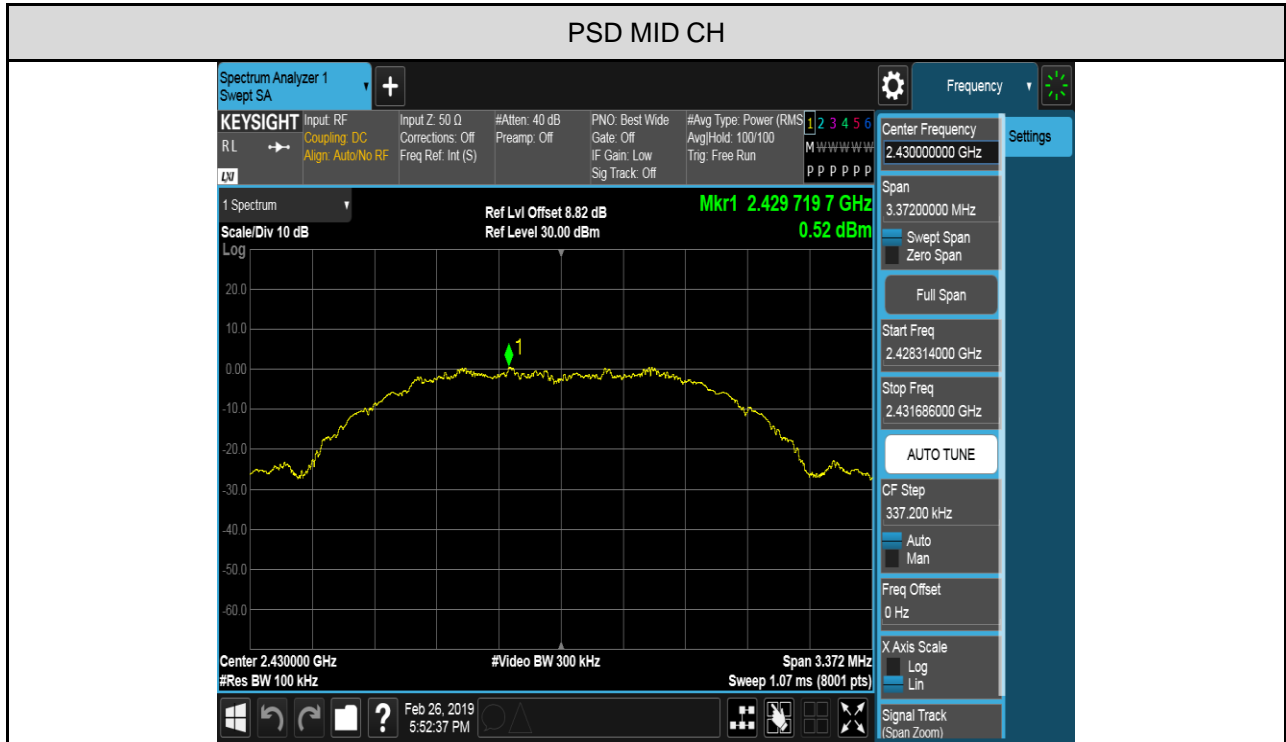 PSD MID CH
Spectrum Analyzer 1
Swept SA
Frequency
KEYSIGHT
R L
LXI
Input: RF
Coupling: DC
Align: Auto/No RF
Input Z: 50 Ω
Corrections: Off
Freq Ref: Int (S)
#Atten: 40 dB
Preamp: Off
PNO: Best Wide
Gate: Off
IF Gain: Low
Sig Track: Off
#Avg Type: Power (RMS
Avg|Hold: 100/100
Trig: Free Run
1 2 3 4 5 6
M W W W W W
P P P P P P
Center Frequency
2.430000000 GHz
Settings
Span
3.37200000 MHz
Swept Span
Zero Span
Full Span
Start Freq
2.428314000 GHz
Stop Freq
2.431686000 GHz
AUTO TUNE
CF Step
337.200 kHz
Auto
Man
Freq Offset
0 Hz
X Axis Scale
Log
Lin
Signal Track
(Span Zoom)
1 Spectrum
Scale/Div 10 dB
Ref Lvl Offset 8.82 dB
Ref Level 30.00 dBm
Mkr1 2.429 719 7 GHz
0.52 dBm
Log
20.0
10.0
0.00
-10.0
-20.0
-30.0
-40.0
-50.0
-60.0
1
Center 2.430000 GHz
#Video BW 300 kHz
Span 3.372 MHz
#Res BW 100 kHz
Sweep 1.07 ms (8001 pts)
?
Feb 26, 2019
5:52:37 PM